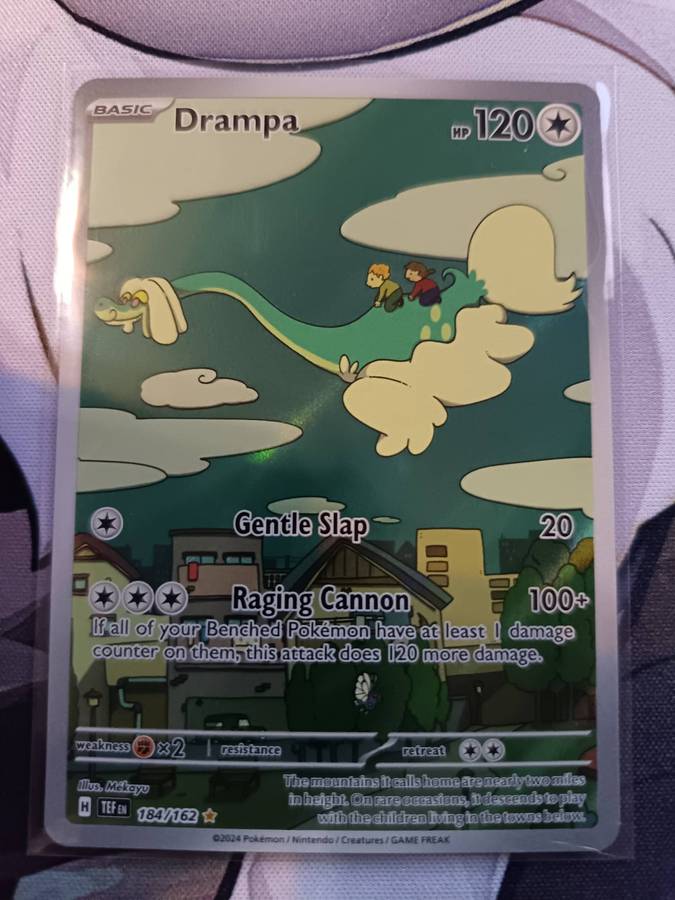 BASIC Drampa HP 120
Gentle Slap 20
Raging Cannon 100+
If all of your Benched Pokémon have at least 1 damage
counter on them, this attack does 120 more damage.
weakness ×2 resistance retreat
Illus. Mékayu
The mountains it calls home are nearly two miles
in height. On rare occasions, it descends to play
with the children living in the towns below.
H TEF EN 184/162
©2024 Pokémon / Nintendo / Creatures / GAME FREAK